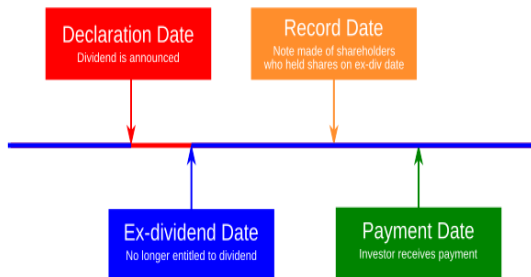 Declaration Date
Dividend is announced
Record Date
Note made of shareholders
who held shares on ex-div date
Ex-dividend Date
No longer entitled to dividend
Payment Date
Investor receives payment